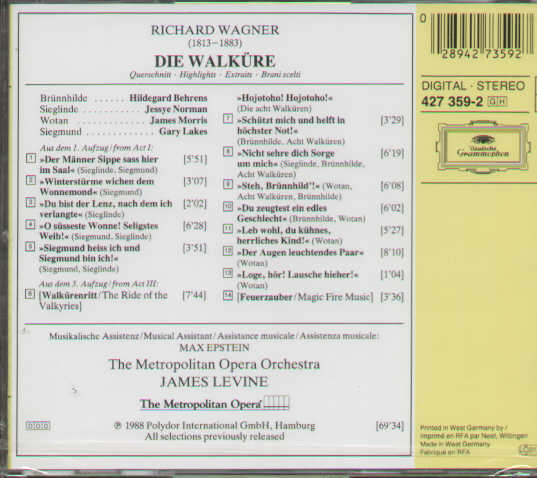 RICHARD WAGNER
(1813–1883)
DIE WALKÜRE
Querschnitt · Highlights · Extraits · Brani scelti
Brünnhilde ...... Hildegard Behrens
Sieglinde ........... Jessye Norman
Wotan ............... James Morris
Siegmund ............. Gary Lakes
Aus dem 1. Aufzug/from Act I:
1 »Der Männer Sippe sass hier [5'51]
im Saal« (Sieglinde, Siegmund)
2 »Winterstürme wichen dem [3'07]
Wonnemond« (Siegmund)
3 »Du bist der Lenz, nach dem ich [2'02]
verlangte« (Sieglinde)
4 »O süsseste Wonne! Seligstes [6'28]
Weib!« (Siegmund, Sieglinde)
5 »Siegmund heiss ich und [3'51]
Siegmund bin ich!«
(Siegmund, Sieglinde)
Aus dem 3. Aufzug/from Act III:
6 [Walkürenritt/The Ride of the [7'44]
Valkyries]
»Hojotoho! Hojotoho!«
(Die acht Walküren)
7 »Schützt mich und helft in [3'29]
höchster Not!«
(Brünnhilde, Acht Walküren)
8 »Nicht sehre dich Sorge [6'19]
um mich« (Sieglinde, Brünnhilde,
Acht Walküren)
9 »Steh, Brünnhild'!« (Wotan, [6'08]
Acht Walküren, Brünnhilde)
10 »Du zeugtest ein edles [6'02]
Geschlecht« (Brünnhilde, Wotan)
11 »Leb wohl, du kühnes, [5'27]
herrliches Kind!« (Wotan)
12 »Der Augen leuchtendes Paar« [8'10]
(Wotan)
13 »Loge, hör! Lausche hieher!« [1'04]
(Wotan)
14 [Feuerzauber/Magic Fire Music] [3'36]
Musikalische Assistenz/Musical Assistant/Assistance musicale/Assistenza musicale:
MAX EPSTEIN
The Metropolitan Opera Orchestra
JAMES LEVINE
The Metropolitan Opera
DDD
℗ 1988 Polydor International GmbH, Hamburg [69'34]
All selections previously released
0 28942 73592
DIGITAL · STEREO
427 359-2 GH
Deutsche
Grammophon
Printed in West Germany by/
Imprimé en RFA par Neef, Wittingen
Made in West Germany
Fabriqué en RFA